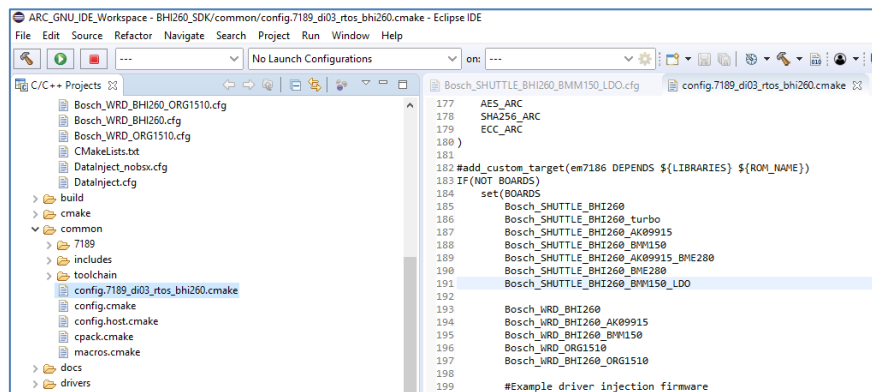 ARC_GNU_IDE_Workspace - BHI260_SDK/common/config.7189_di03_rtos_bhi260.cmake - Eclipse IDE
File Edit Source Refactor Navigate Search Project Run Window Help
--- No Launch Configurations on: ---
C/C++ Projects
Bosch_WRD_BHI260_ORG1510.cfg
Bosch_WRD_BHI260.cfg
Bosch_WRD_ORG1510.cfg
CMakeLists.txt
DataInject_nobsx.cfg
DataInject.cfg
build
cmake
common
7189
includes
toolchain
config.7189_di03_rtos_bhi260.cmake
config.cmake
config.host.cmake
cpack.cmake
macros.cmake
docs
drivers
Bosch_SHUTTLE_BHI260_BMM150_LDO.cfg config.7189_di03_rtos_bhi260.cmake
177 AES_ARC
178 SHA256_ARC
179 ECC_ARC
180 )
181
182 #add_custom_target(em7186 DEPENDS ${LIBRARIES} ${ROM_NAME})
183 IF(NOT BOARDS)
184 set(BOARDS
185 Bosch_SHUTTLE_BHI260
186 Bosch_SHUTTLE_BHI260_turbo
187 Bosch_SHUTTLE_BHI260_AK09915
188 Bosch_SHUTTLE_BHI260_BMM150
189 Bosch_SHUTTLE_BHI260_AK09915_BME280
190 Bosch_SHUTTLE_BHI260_BME280
191 Bosch_SHUTTLE_BHI260_BMM150_LDO
192
193 Bosch_WRD_BHI260
194 Bosch_WRD_BHI260_AK09915
195 Bosch_WRD_BHI260_BMM150
196 Bosch_WRD_ORG1510
197 Bosch_WRD_BHI260_ORG1510
198
199 #Example driver injection firmware